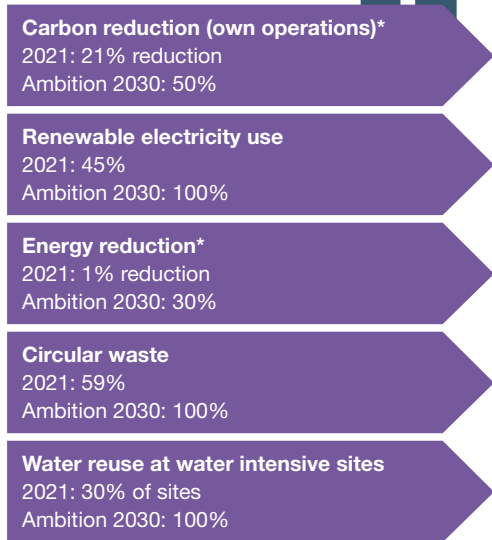 Carbon reduction (own operations)*
2021: 21% reduction
Ambition 2030: 50%
Renewable electricity use
2021: 45%
Ambition 2030: 100%
Energy reduction*
2021: 1% reduction
Ambition 2030: 30%
Circular waste
2021: 59%
Ambition 2030: 100%
Water reuse at water intensive sites
2021: 30% of sites
Ambition 2030: 100%